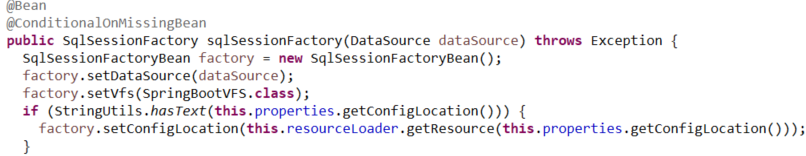 @Bean
@ConditionalOnMissingBean
public SqlSessionFactory sqlSessionFactory(DataSource dataSource) throws Exception {
  SqlSessionFactoryBean factory = new SqlSessionFactoryBean();
  factory.setDataSource(dataSource);
  factory.setVfs(SpringBootVFS.class);
  if (StringUtils.hasText(this.properties.getConfigLocation())) {
    factory.setConfigLocation(this.resourceLoader.getResource(this.properties.getConfigLocation()));
  }